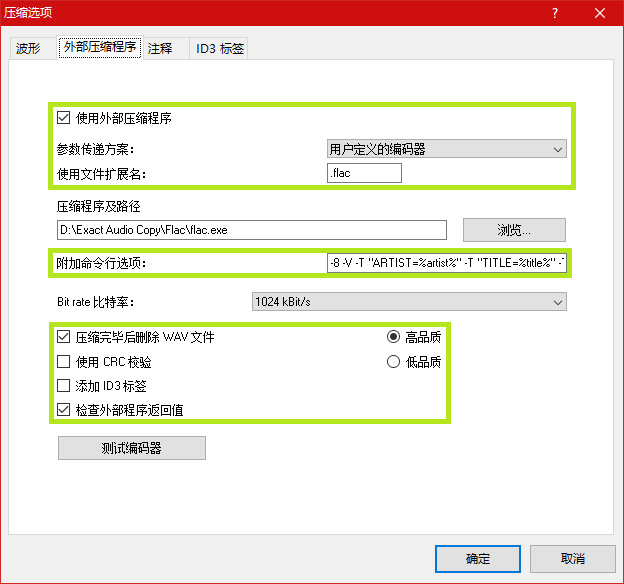 压缩选项
?
波形 外部压缩程序 注释 ID3 标签
使用外部压缩程序
参数传递方案： 用户定义的编码器
使用文件扩展名： .flac
压缩程序及路径
D:\Exact Audio Copy\Flac\flac.exe 浏览...
附加命令行选项： -8 -V -T "ARTIST=%artist%" -T "TITLE=%title%" -
Bit rate 比特率： 1024 kBit/s
压缩完毕后删除 WAV 文件 高品质
使用 CRC 校验 低品质
添加 ID3 标签
检查外部程序返回值
测试编码器
确定 取消